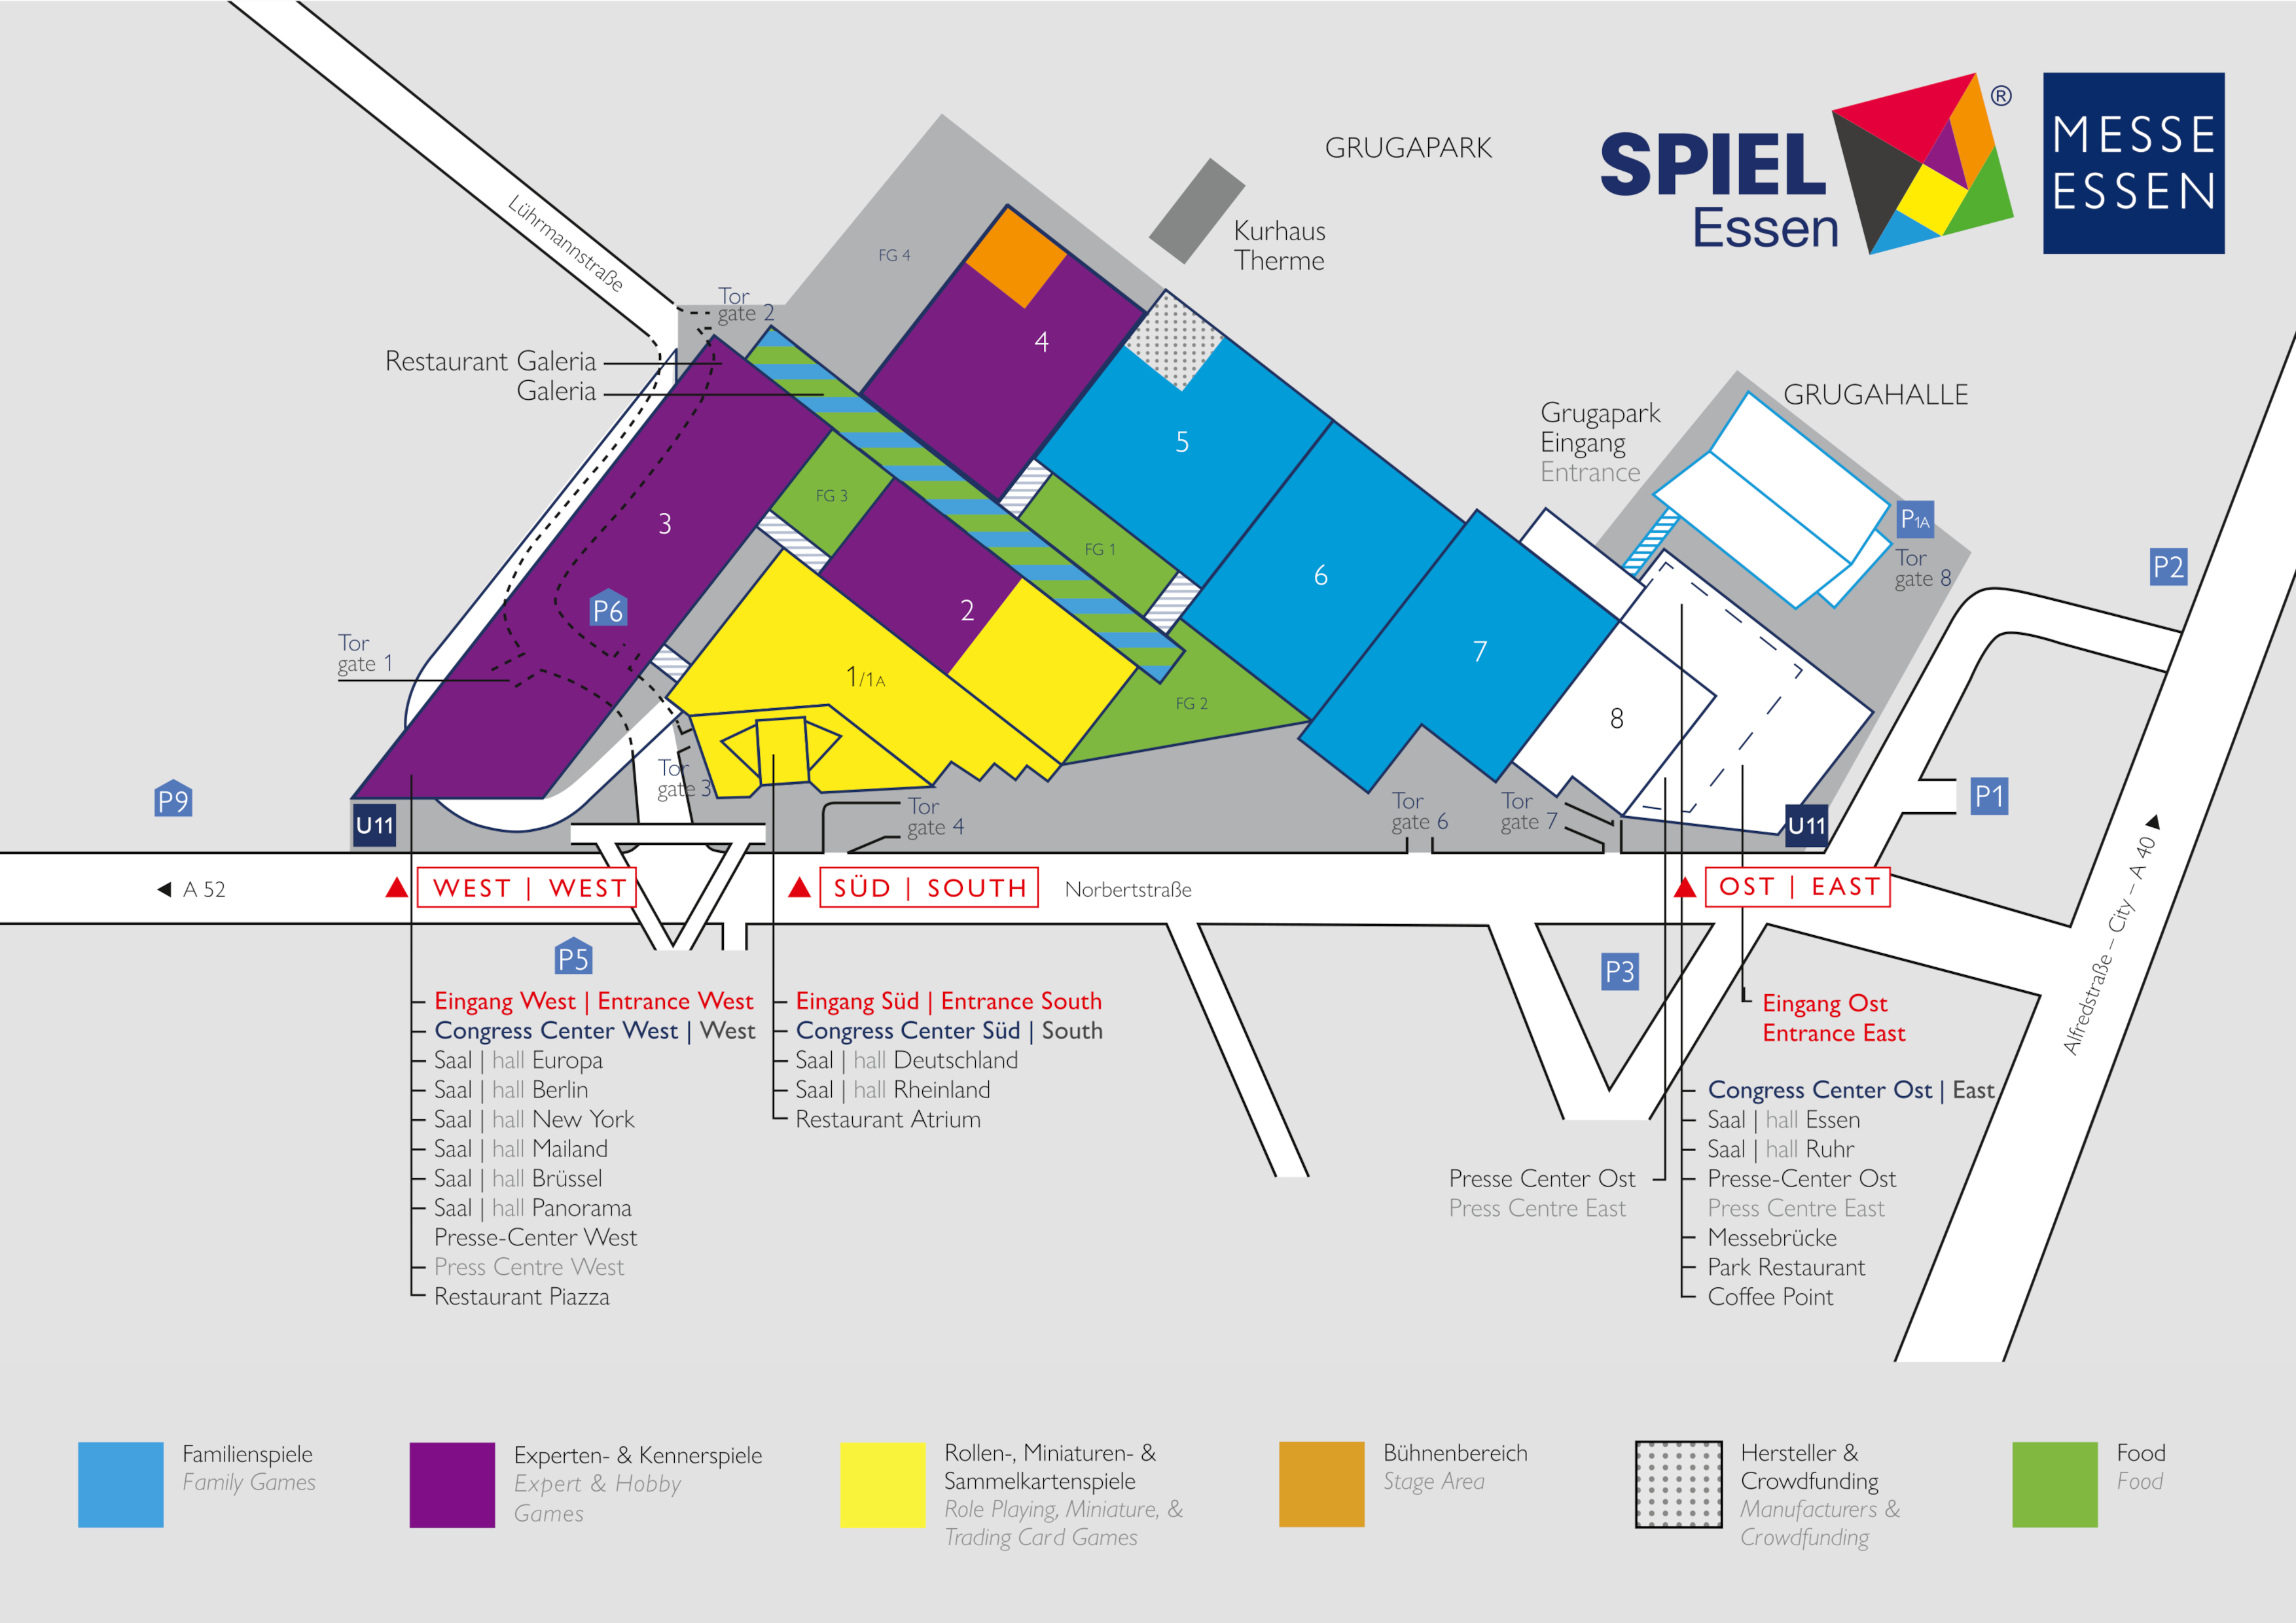 GRUGAPARK
SPIEL
Essen
®
MESSE
ESSEN
Lührmannstraße
FG 4
Kurhaus
Therme
Tor
gate 2
Restaurant Galeria
Galeria
4
5
GRUGAHALLE
Grugapark
Eingang
Entrance
3
FG 3
FG 1
6
P1A
Tor
gate 8
P2
P6
2
Tor
gate 1
1/1A
7
FG 2
8
P9
Tor
gate 3
U11
Tor
gate 4
Tor
gate 6
Tor
gate 7
U11
P1
A 52
WEST | WEST
SÜD | SOUTH
Norbertstraße
OST | EAST
Alfredstraße – City – A 40
P5
P3
Eingang West | Entrance West
Congress Center West | West
Saal | hall Europa
Saal | hall Berlin
Saal | hall New York
Saal | hall Mailand
Saal | hall Brüssel
Saal | hall Panorama
Presse-Center West
Press Centre West
Restaurant Piazza
Eingang Süd | Entrance South
Congress Center Süd | South
Saal | hall Deutschland
Saal | hall Rheinland
Restaurant Atrium
Presse Center Ost
Press Centre East
Eingang Ost
Entrance East
Congress Center Ost | East
Saal | hall Essen
Saal | hall Ruhr
Presse-Center Ost
Press Centre East
Messebrücke
Park Restaurant
Coffee Point
Familienspiele
Family Games
Experten- & Kennerspiele
Expert & Hobby
Games
Rollen-, Miniaturen- &
Sammelkartenspiele
Role Playing, Miniature, &
Trading Card Games
Bühnenbereich
Stage Area
Hersteller &
Crowdfunding
Manufacturers &
Crowdfunding
Food
Food